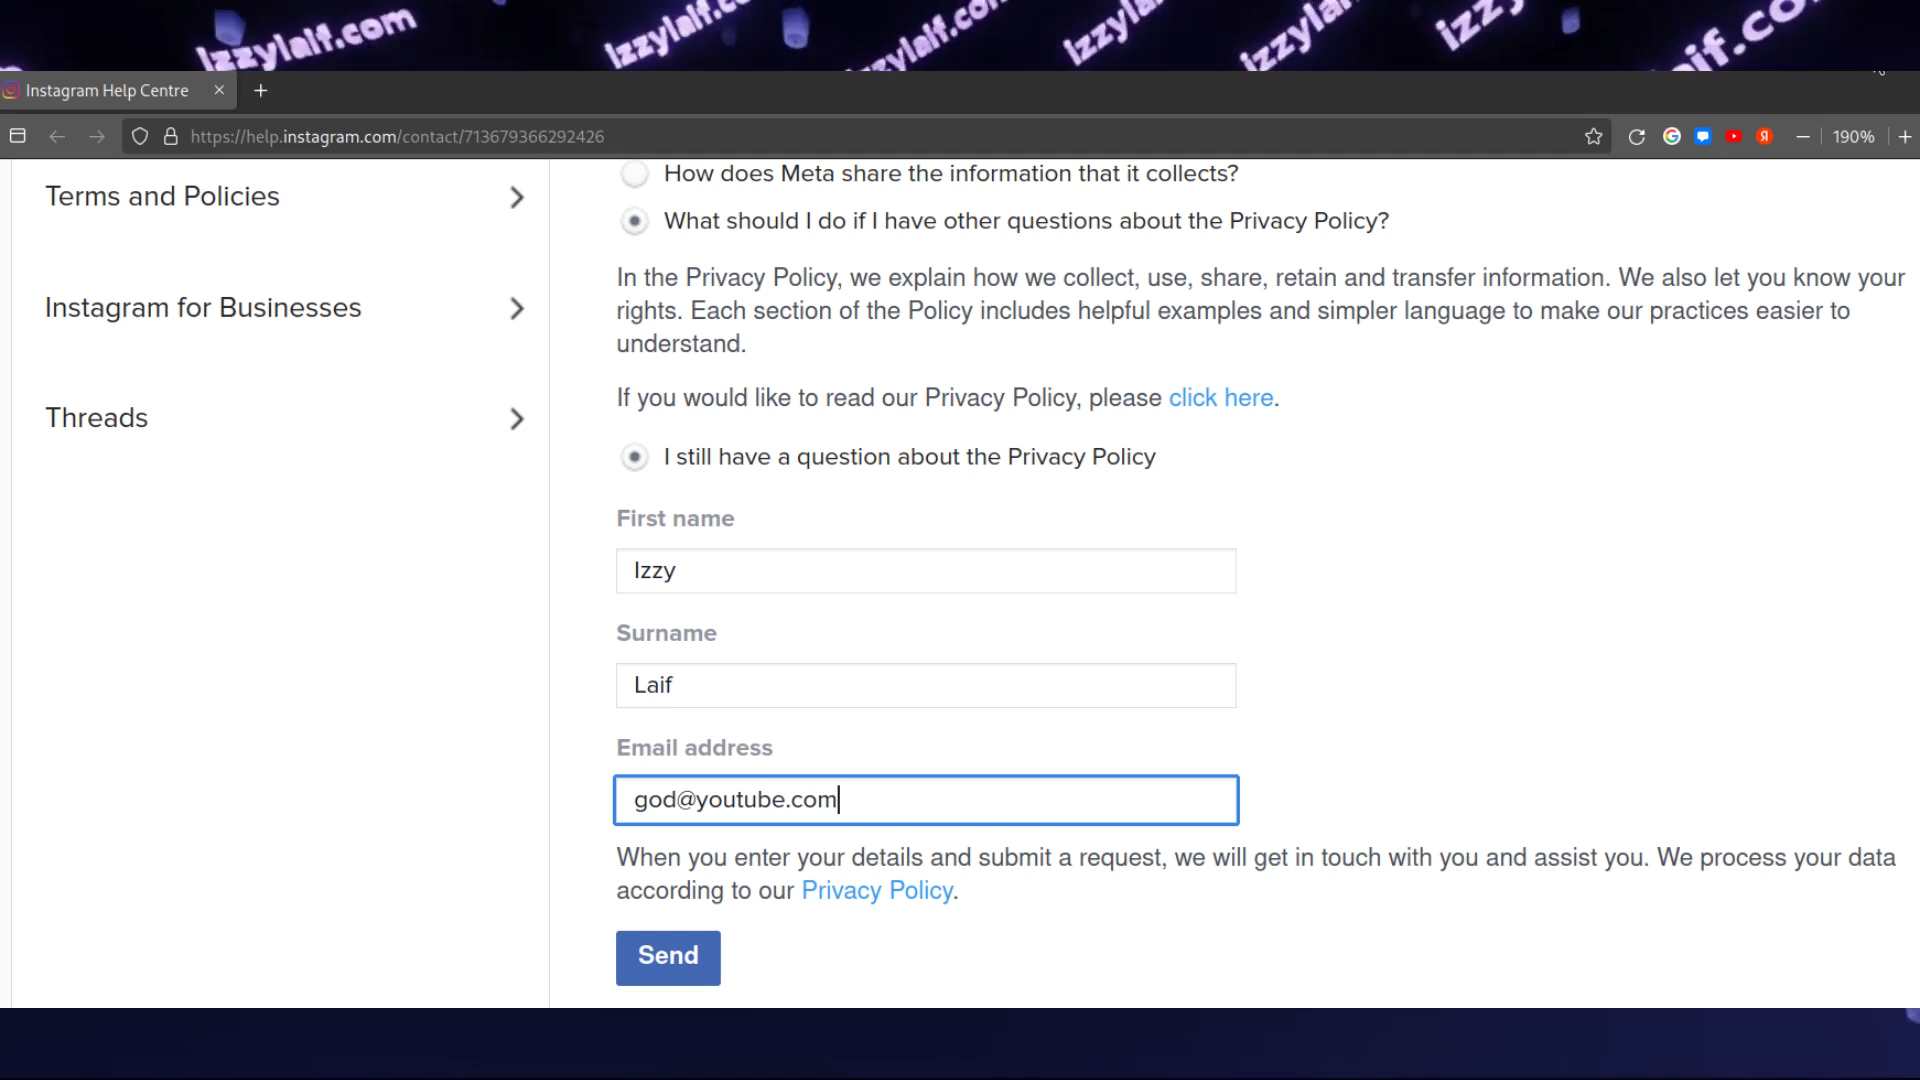 Izzylaif.com
Izzylaif.c
zzylaif.com
Izzyla
izzylai
izzy
aif.co
Instagram Help Centre
https://help.instagram.com/contact/713679366292426
190%
Terms and Policies
Instagram for Businesses
Threads
How does Meta share the information that it collects?
What should I do if I have other questions about the Privacy Policy?
In the Privacy Policy, we explain how we collect, use, share, retain and transfer information. We also let you know your
rights. Each section of the Policy includes helpful examples and simpler language to make our practices easier to
understand.
If you would like to read our Privacy Policy, please click here.
I still have a question about the Privacy Policy
First name
Izzy
Surname
Laif
Email address
god@youtube.com
When you enter your details and submit a request, we will get in touch with you and assist you. We process your data
according to our Privacy Policy.
Send